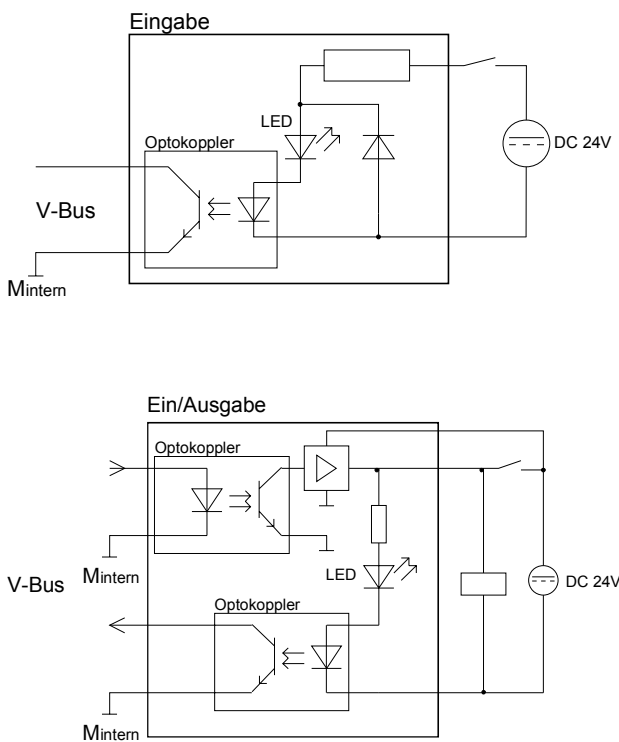 Eingabe
LED
Optokoppler
DC 24V
V-Bus
Mintern
Ein/Ausgabe
Optokoppler
Mintern
LED
V-Bus
DC 24V
Optokoppler
Mintern